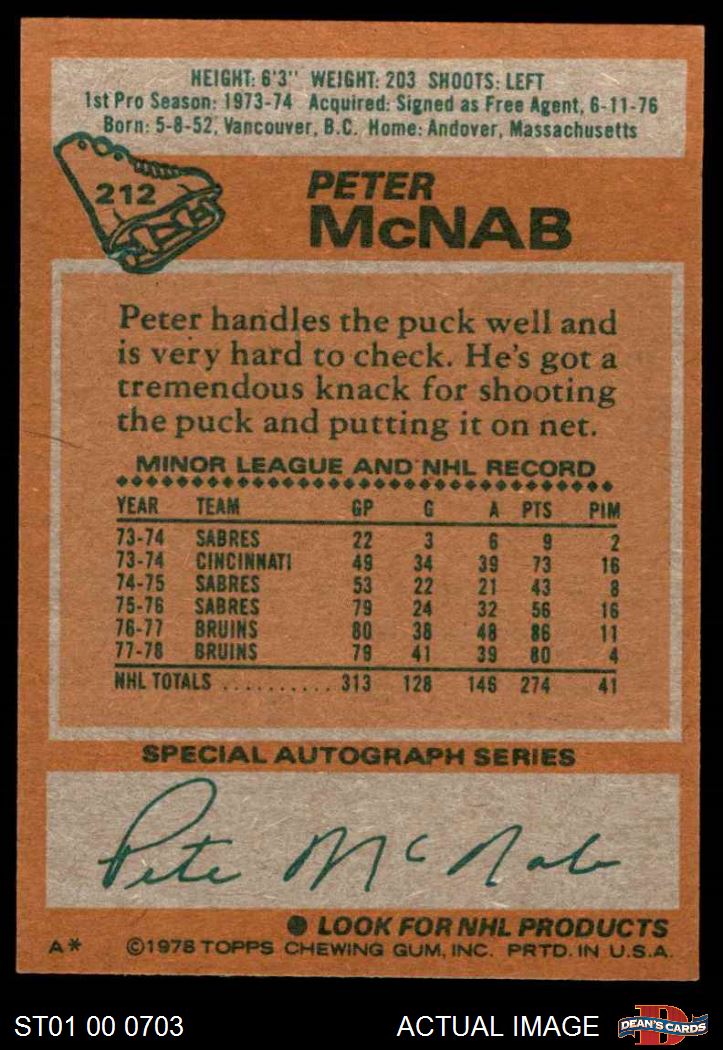 HEIGHT: 6'3" WEIGHT: 203 SHOOTS: LEFT
1st Pro Season: 1973-74 Acquired: Signed as Free Agent, 6-11-76
Born: 5-8-52, Vancouver, B.C. Home: Andover, Massachusetts
212
PETER
McNAB
Peter handles the puck well and
is very hard to check. He's got a
tremendous knack for shooting
the puck and putting it on net.
MINOR LEAGUE AND NHL RECORD
YEAR TEAM GP G A PTS PIM
73-74 SABRES 22 3 6 9 2
73-74 CINCINNATI 49 34 39 73 16
74-75 SABRES 53 22 21 43 8
75-76 SABRES 79 24 32 56 16
76-77 BRUINS 80 38 48 86 11
77-78 BRUINS 79 41 39 80 4
NHL TOTALS .......... 313 128 146 274 41
SPECIAL AUTOGRAPH SERIES
Pete McNab
● LOOK FOR NHL PRODUCTS
A* ©1978 TOPPS CHEWING GUM, INC. PRTD. IN U.S.A.
ST01 00 0703 ACTUAL IMAGE D DEAN'S CARDS